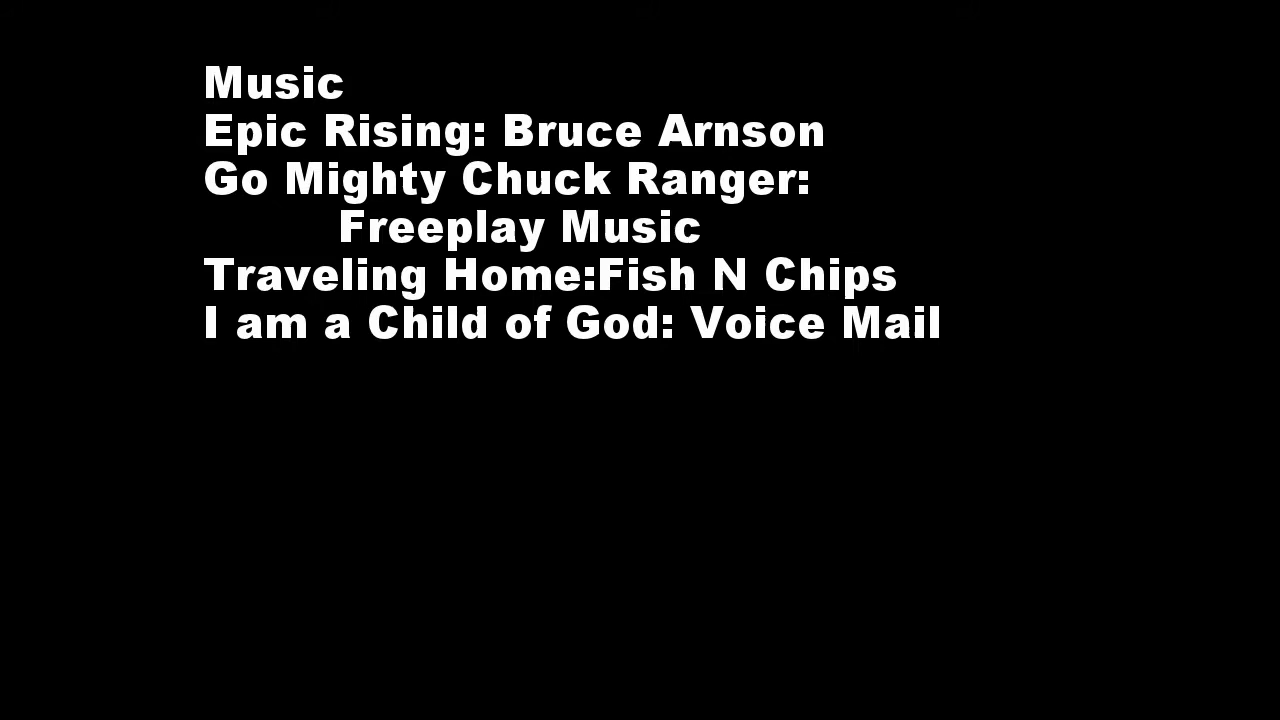 Music
Epic Rising: Bruce Arnson
Go Mighty Chuck Ranger:
Freeplay Music
Traveling Home:Fish N Chips
I am a Child of God: Voice Mail